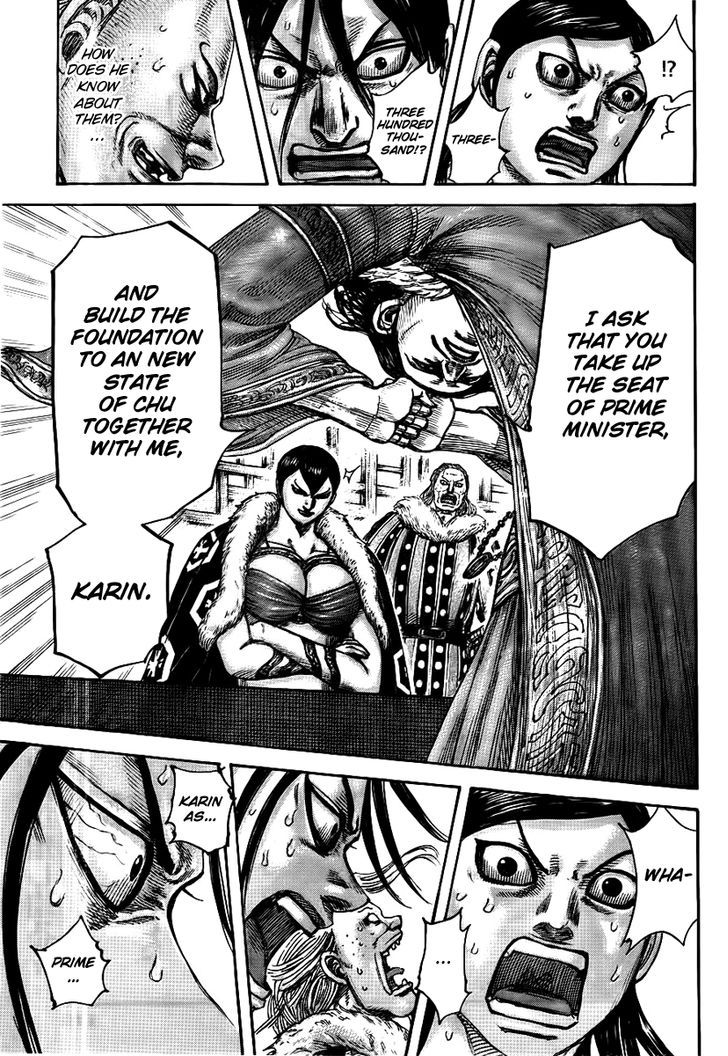 !?
THREE-
THREE
HUNDRED
THOU-
SAND!?
HOW
DOES HE
KNOW
ABOUT
THEM?
...
I ASK
THAT YOU
TAKE UP
THE SEAT
OF PRIME
MINISTER,
AND
BUILD THE
FOUNDATION
TO AN NEW
STATE
OF CHU
TOGETHER
WITH ME,
KARIN.
WHA-
...
KARIN
AS...
PRIME
...